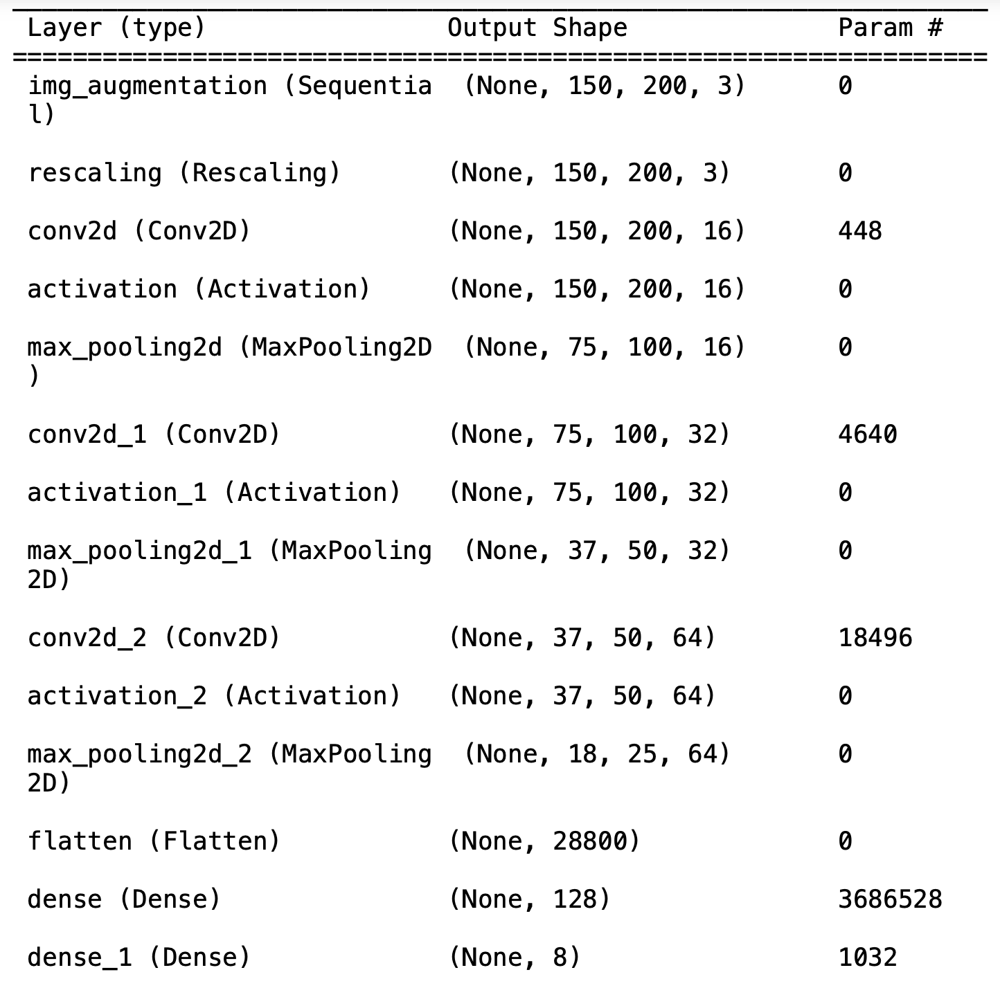 Layer (type) Output Shape Param #
=================================================================
img_augmentation (Sequentia (None, 150, 200, 3) 0
l)
rescaling (Rescaling) (None, 150, 200, 3) 0
conv2d (Conv2D) (None, 150, 200, 16) 448
activation (Activation) (None, 150, 200, 16) 0
max_pooling2d (MaxPooling2D (None, 75, 100, 16) 0
)
conv2d_1 (Conv2D) (None, 75, 100, 32) 4640
activation_1 (Activation) (None, 75, 100, 32) 0
max_pooling2d_1 (MaxPooling (None, 37, 50, 32) 0
2D)
conv2d_2 (Conv2D) (None, 37, 50, 64) 18496
activation_2 (Activation) (None, 37, 50, 64) 0
max_pooling2d_2 (MaxPooling (None, 18, 25, 64) 0
2D)
flatten (Flatten) (None, 28800) 0
dense (Dense) (None, 128) 3686528
dense_1 (Dense) (None, 8) 1032